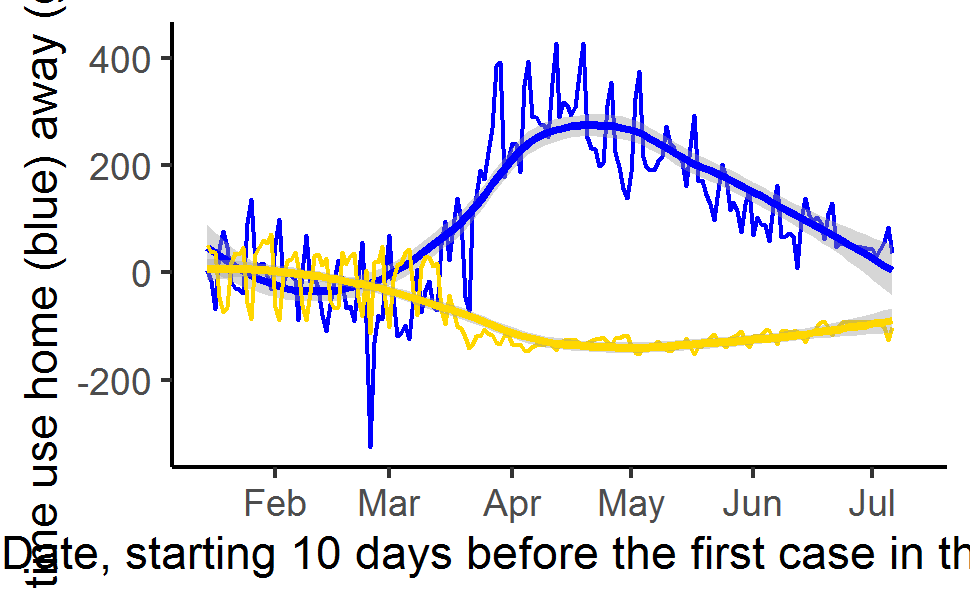 time use home (blue) away (
400
200
0
-200
Feb Mar Apr May Jun Jul
Date, starting 10 days before the first case in th